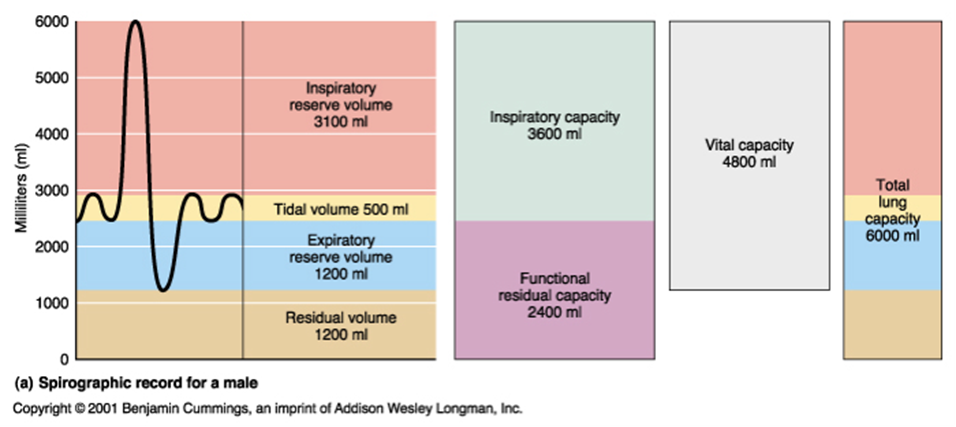 Milliliters (ml)
6000
5000
4000
3000
2000
1000
0
Inspiratory
reserve volume
3100 ml
Tidal volume 500 ml
Expiratory
reserve volume
1200 ml
Residual volume
1200 ml
Inspiratory capacity
3600 ml
Functional
residual capacity
2400 ml
Vital capacity
4800 ml
Total
lung
capacity
6000 ml
(a) Spirographic record for a male
Copyright © 2001 Benjamin Cummings, an imprint of Addison Wesley Longman, Inc.